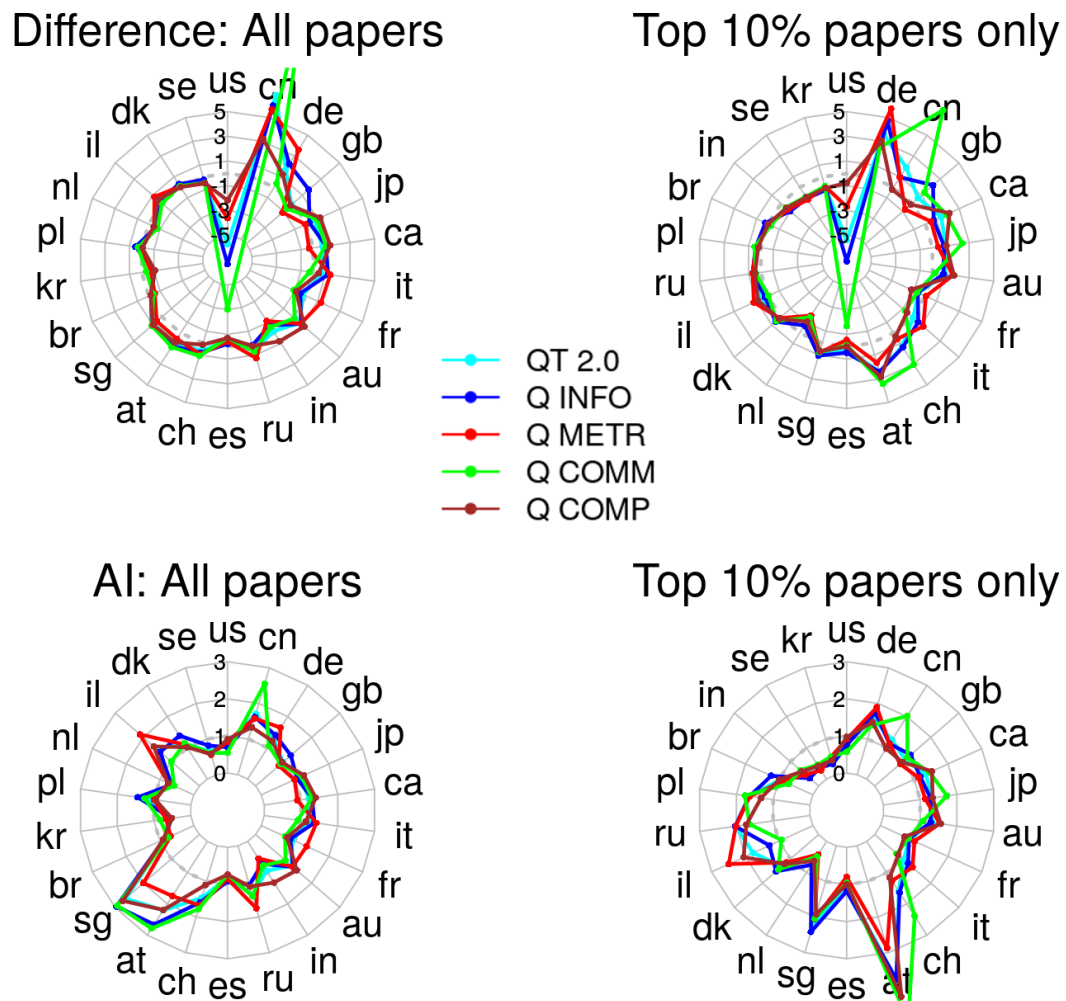 Difference: All papers
us
cn
de
gb
jp
ca
it
fr
au
in
ru
es
ch
at
sg
br
kr
pl
nl
il
dk
se
5
3
1
-1
-3
-5
Top 10% papers only
us
de
cn
gb
ca
jp
au
fr
it
ch
at
es
sg
nl
dk
il
ru
pl
br
in
se
kr
5
3
1
-1
-3
-5
QT 2.0
Q INFO
Q METR
Q COMM
Q COMP
AI: All papers
us
cn
de
gb
jp
ca
it
fr
au
in
ru
es
ch
at
sg
br
kr
pl
nl
il
dk
se
3
2
1
0
Top 10% papers only
us
de
cn
gb
ca
jp
au
fr
it
ch
at
es
sg
nl
dk
il
ru
pl
br
in
se
kr
3
2
1
0